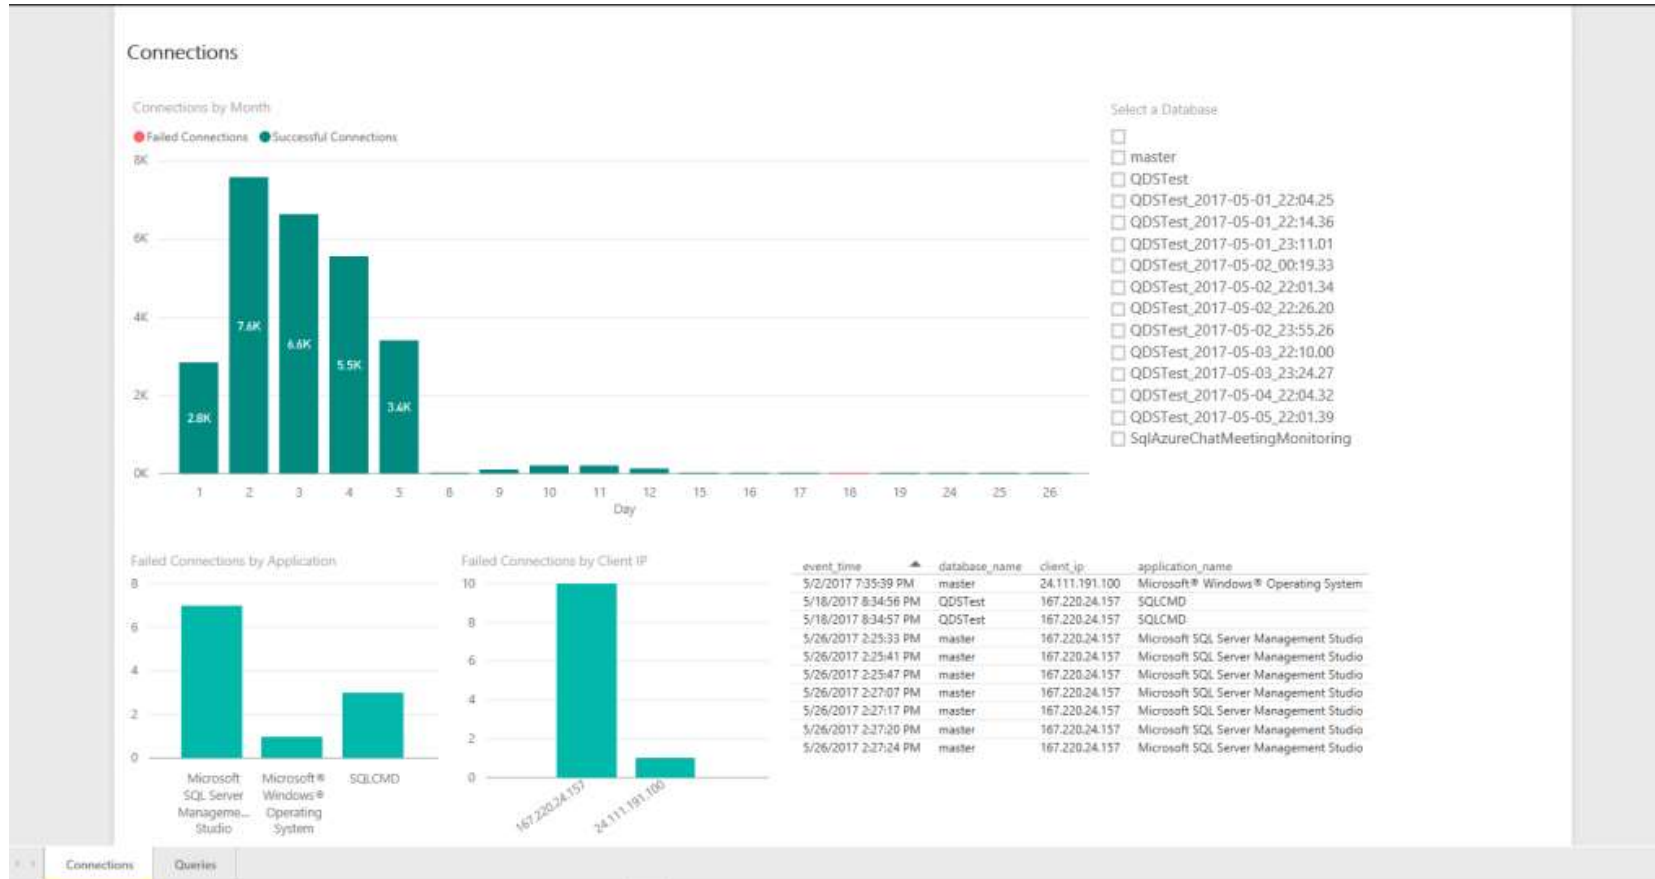 Connections
Connections by Month
Failed Connections Successful Connections
8K
6K
4K
2K
0K
2.8K
7.6K
6.6K
5.5K
3.4K
1 2 3 4 5 8 9 10 11 12 15 16 17 18 19 24 25 26
Day
Select a Database
master
QDSTest
QDSTest_2017-05-01_22:04.25
QDSTest_2017-05-01_22:14.36
QDSTest_2017-05-01_23:11.01
QDSTest_2017-05-02_00:19.33
QDSTest_2017-05-02_22:01.34
QDSTest_2017-05-02_22:26.20
QDSTest_2017-05-02_23:55.26
QDSTest_2017-05-03_22:10.00
QDSTest_2017-05-03_23:24.27
QDSTest_2017-05-04_22:04.32
QDSTest_2017-05-05_22:01.39
SqlAzureChatMeetingMonitoring
Failed Connections by Application
8
6
4
2
0
Microsoft
SQL Server
Manageme...
Studio
Microsoft®
Windows®
Operating
System
SQLCMD
Failed Connections by Client IP
10
8
6
4
2
0
167.220.24.157
24.111.191.100
event_time database_name client_ip application_name
5/2/2017 7:35:39 PM master 24.111.191.100 Microsoft® Windows® Operating System
5/18/2017 8:34:56 PM QDSTest 167.220.24.157 SQLCMD
5/18/2017 8:34:57 PM QDSTest 167.220.24.157 SQLCMD
5/26/2017 2:25:33 PM master 167.220.24.157 Microsoft SQL Server Management Studio
5/26/2017 2:25:41 PM master 167.220.24.157 Microsoft SQL Server Management Studio
5/26/2017 2:25:47 PM master 167.220.24.157 Microsoft SQL Server Management Studio
5/26/2017 2:27:07 PM master 167.220.24.157 Microsoft SQL Server Management Studio
5/26/2017 2:27:17 PM master 167.220.24.157 Microsoft SQL Server Management Studio
5/26/2017 2:27:20 PM master 167.220.24.157 Microsoft SQL Server Management Studio
5/26/2017 2:27:24 PM master 167.220.24.157 Microsoft SQL Server Management Studio
Connections Queries